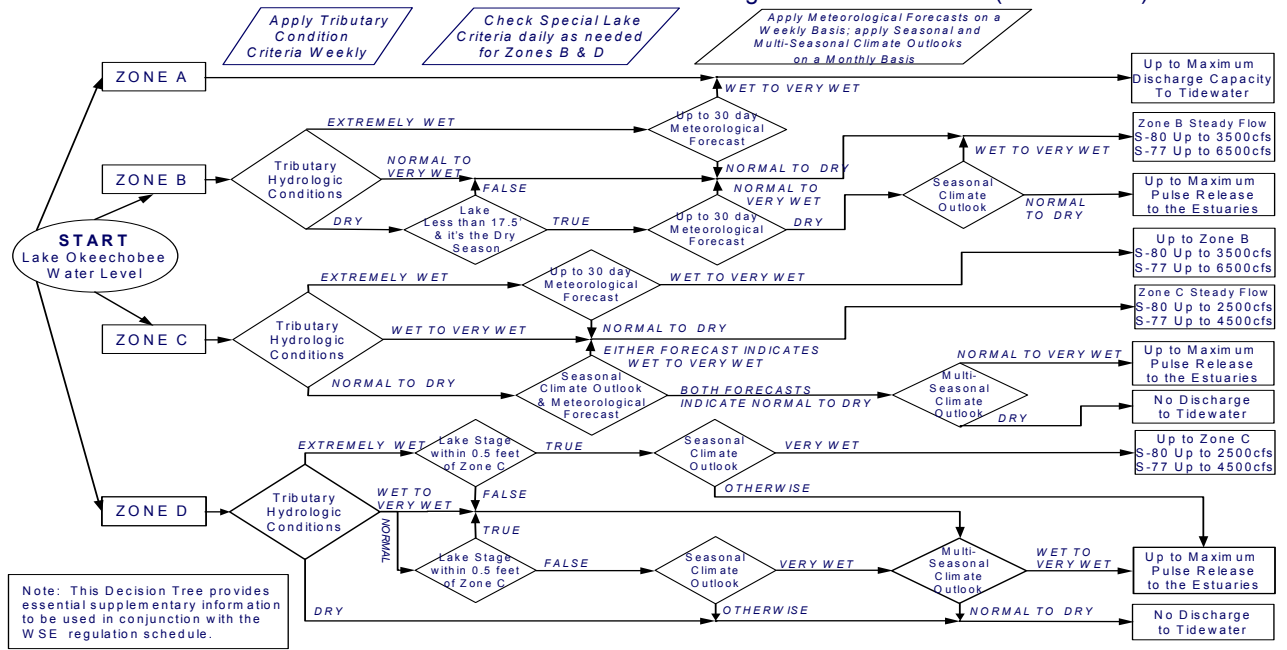 Apply Tributary
Condition
Criteria Weekly
Check Special Lake
Criteria daily as needed
for Zones B & D
Apply Meteorological Forecasts on a
Weekly Basis; apply Seasonal and
Multi-Seasonal Climate Outlooks
on a Monthly Basis
START
Lake Okeechobee
Water Level
ZONE A
WET TO VERY WET
Up to Maximum
Discharge Capacity
To Tidewater
ZONE B
Tributary
Hydrologic
Conditions
EXTREMELY WET
Up to 30 day
Meteorological
Forecast
NORMAL TO DRY
NORMAL TO
VERY WET
FALSE
DRY
Lake
Less than 17.5'
& it's the Dry
Season
TRUE
NORMAL TO
VERY WET
Up to 30 day
Meteorological
Forecast
DRY
Seasonal
Climate
Outlook
WET TO VERY WET
NORMAL
TO DRY
Zone B Steady Flow
S-80 Up to 3500cfs
S-77 Up to 6500cfs
Up to Maximum
Pulse Release
to the Estuaries
ZONE C
Tributary
Hydrologic
Conditions
EXTREMELY WET
Up to 30 day
Meteorological
Forecast
WET TO VERY WET
Up to Zone B
S-80 Up to 3500cfs
S-77 Up to 6500cfs
WET TO VERY WET
NORMAL TO DRY
Zone C Steady Flow
S-80 Up to 2500cfs
S-77 Up to 4500cfs
EITHER FORECAST INDICATES
WET TO VERY WET
NORMAL TO DRY
Seasonal
Climate Outlook
& Meteorological
Forecast
BOTH FORECASTS
INDICATE NORMAL TO DRY
Multi-
Seasonal
Climate
Outlook
NORMAL TO VERY WET
Up to Maximum
Pulse Release
to the Estuaries
DRY
No Discharge
to Tidewater
ZONE D
Tributary
Hydrologic
Conditions
EXTREMELY WET
Lake Stage
within 0.5 feet
of Zone C
TRUE
Seasonal
Climate
Outlook
VERY WET
Up to Zone C
S-80 Up to 2500cfs
S-77 Up to 4500cfs
FALSE
OTHERWISE
WET TO
VERY WET
NORMAL
TRUE
Lake Stage
within 0.5 feet
of Zone C
FALSE
Seasonal
Climate
Outlook
VERY WET
Multi-
Seasonal
Climate
Outlook
WET TO
VERY WET
Up to Maximum
Pulse Release
to the Estuaries
DRY
OTHERWISE
NORMAL TO DRY
No Discharge
to Tidewater
Note: This Decision Tree provides
essential supplementary information
to be used in conjunction with the
WSE regulation schedule.